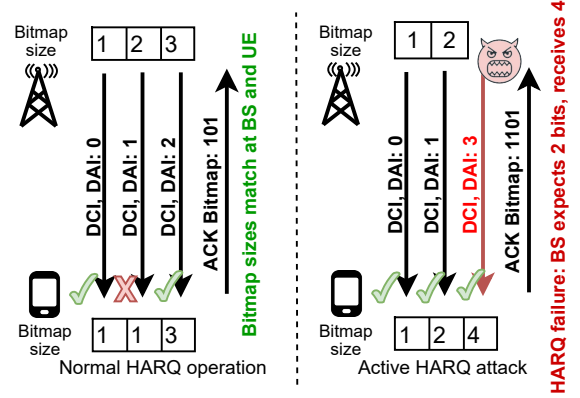 Bitmap
size
1 2 3
DCI, DAI: 0
DCI, DAI: 1
DCI, DAI: 2
ACK Bitmap: 101
Bitmap sizes match at BS and UE
Bitmap
size
1 1 3
Normal HARQ operation
Bitmap
size
1 2
DCI, DAI: 0
DCI, DAI: 1
DCI, DAI: 3
ACK Bitmap: 1101
HARQ failure: BS expects 2 bits, receives 4
Bitmap
size
1 2 4
Active HARQ attack